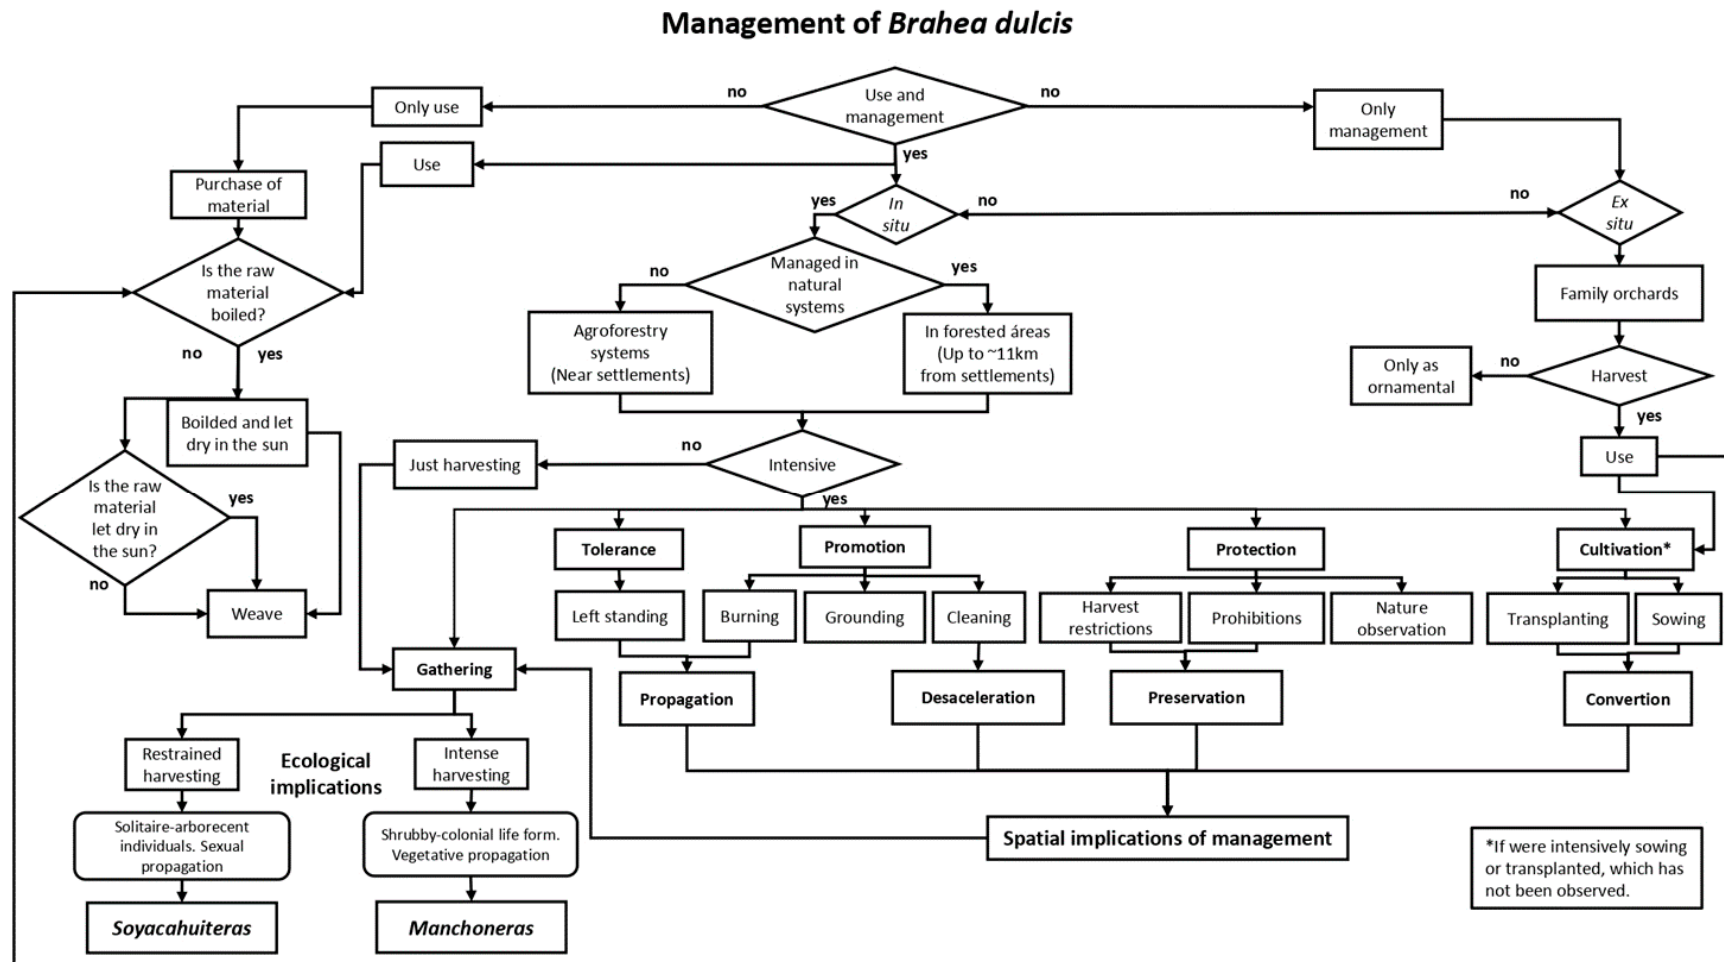 Management of Brahea dulcis
no
Use and
management
no
Only use
Only
management
yes
Use
Purchase of
material
yes
In
situ
no
no
Ex
situ
Is the raw
material
boiled?
no
Managed in
natural
systems
yes
Family orchards
Agroforestry
systems
(Near settlements)
In forested áreas
(Up to ~11km
from settlements)
no
yes
Only as
ornamental
no
Harvest
yes
Boilded and let
dry in the sun
Just harvesting
no
Intensive
yes
Use
Is the raw
material
let dry in
the sun?
yes
no
Weave
Tolerance
Promotion
Protection
Cultivation*
Left standing
Burning
Grounding
Cleaning
Harvest
restrictions
Prohibitions
Nature
observation
Transplanting
Sowing
Gathering
Propagation
Desaceleration
Preservation
Convertion
Restrained
harvesting
Ecological
implications
Intense
harvesting
Solitaire-arborecent
individuals. Sexual
propagation
Shrubby-colonial life form.
Vegetative propagation
Spatial implications of management
*If were intensively sowing
or transplanted, which has
not been observed.
Soyacahuiteras
Manchoneras